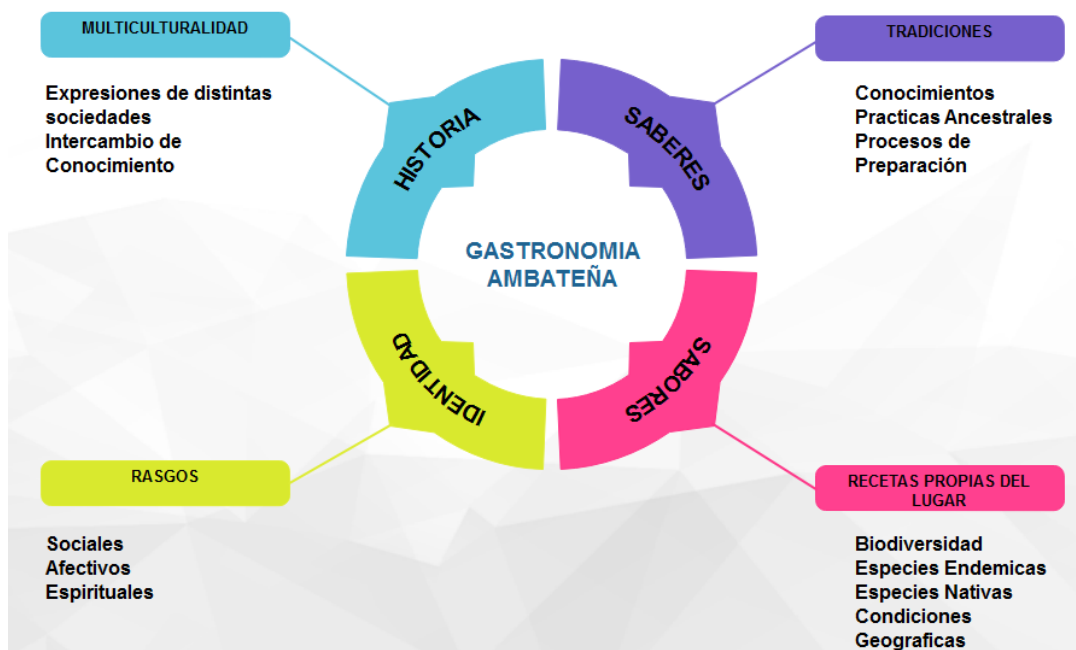 MULTICULTURALIDAD
Expresiones de distintas
sociedades
Intercambio de
Conocimiento
TRADICIONES
Conocimientos
Practicas Ancestrales
Procesos de
Preparación
HISTORIA
SABERES
GASTRONOMIA
AMBATEÑA
IDENTIDAD
SABORES
RASGOS
Sociales
Afectivos
Espirituales
RECETAS PROPIAS DEL
LUGAR
Biodiversidad
Especies Endemicas
Especies Nativas
Condiciones
Geograficas